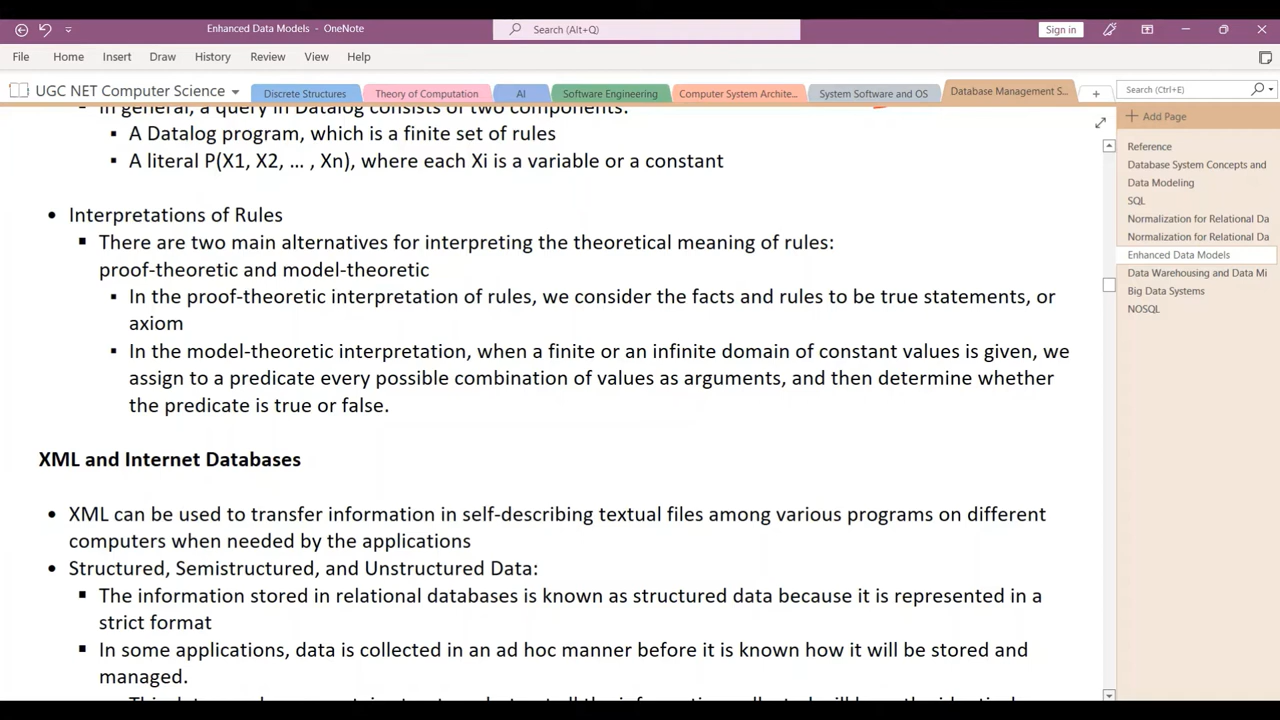 Enhanced Data Models - OneNote
Search (Alt+Q)
Sign in
File Home Insert Draw History Review View Help
UGC NET Computer Science
Discrete Structures
Theory of Computation
AI
Software Engineering
Computer System Archite...
System Software and OS
Database Management S...
+
Search (Ctrl+E)
In general, a query in Datalog consists of two components:
▪ A Datalog program, which is a finite set of rules
▪ A literal P(X1, X2, ... , Xn), where each Xi is a variable or a constant
• Interpretations of Rules
▪ There are two main alternatives for interpreting the theoretical meaning of rules:
proof-theoretic and model-theoretic
▪ In the proof-theoretic interpretation of rules, we consider the facts and rules to be true statements, or
axiom
▪ In the model-theoretic interpretation, when a finite or an infinite domain of constant values is given, we
assign to a predicate every possible combination of values as arguments, and then determine whether
the predicate is true or false.
XML and Internet Databases
• XML can be used to transfer information in self-describing textual files among various programs on different
computers when needed by the applications
• Structured, Semistructured, and Unstructured Data:
▪ The information stored in relational databases is known as structured data because it is represented in a
strict format
▪ In some applications, data is collected in an ad hoc manner before it is known how it will be stored and
managed.
Add Page
Reference
Database System Concepts and
Data Modeling
SQL
Normalization for Relational Da
Normalization for Relational Da
Enhanced Data Models
Data Warehousing and Data Mi
Big Data Systems
NOSQL